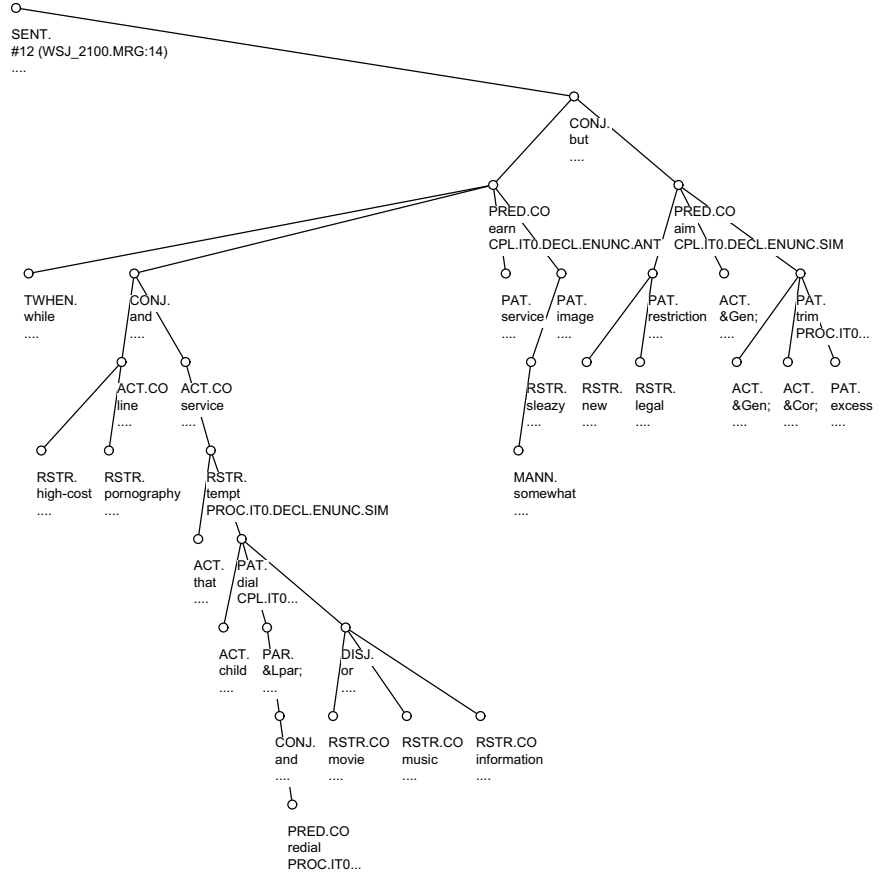 SENT.
#12 (WSJ_2100.MRG:14)
....
CONJ.
but
....
PRED.CO
earn
CPL.IT0.DECL.ENUNC.ANT
PRED.CO
aim
CPL.IT0.DECL.ENUNC.SIM
TWHEN.
while
....
CONJ.
and
....
PAT.
service
....
PAT.
image
....
PAT.
restriction
....
ACT.
&Gen;
....
PAT.
trim
PROC.IT0...
ACT.CO
line
....
ACT.CO
service
....
RSTR.
sleazy
....
RSTR.
new
....
RSTR.
legal
....
ACT.
&Gen;
....
ACT.
&Cor;
....
PAT.
excess
....
RSTR.
high-cost
....
RSTR.
pornography
....
RSTR.
tempt
PROC.IT0.DECL.ENUNC.SIM
MANN.
somewhat
....
ACT.
that
....
PAT.
dial
CPL.IT0...
ACT.
child
....
PAR.
&Lpar;
....
DISJ.
or
....
CONJ.
and
....
RSTR.CO
movie
....
RSTR.CO
music
....
RSTR.CO
information
....
PRED.CO
redial
PROC.IT0...